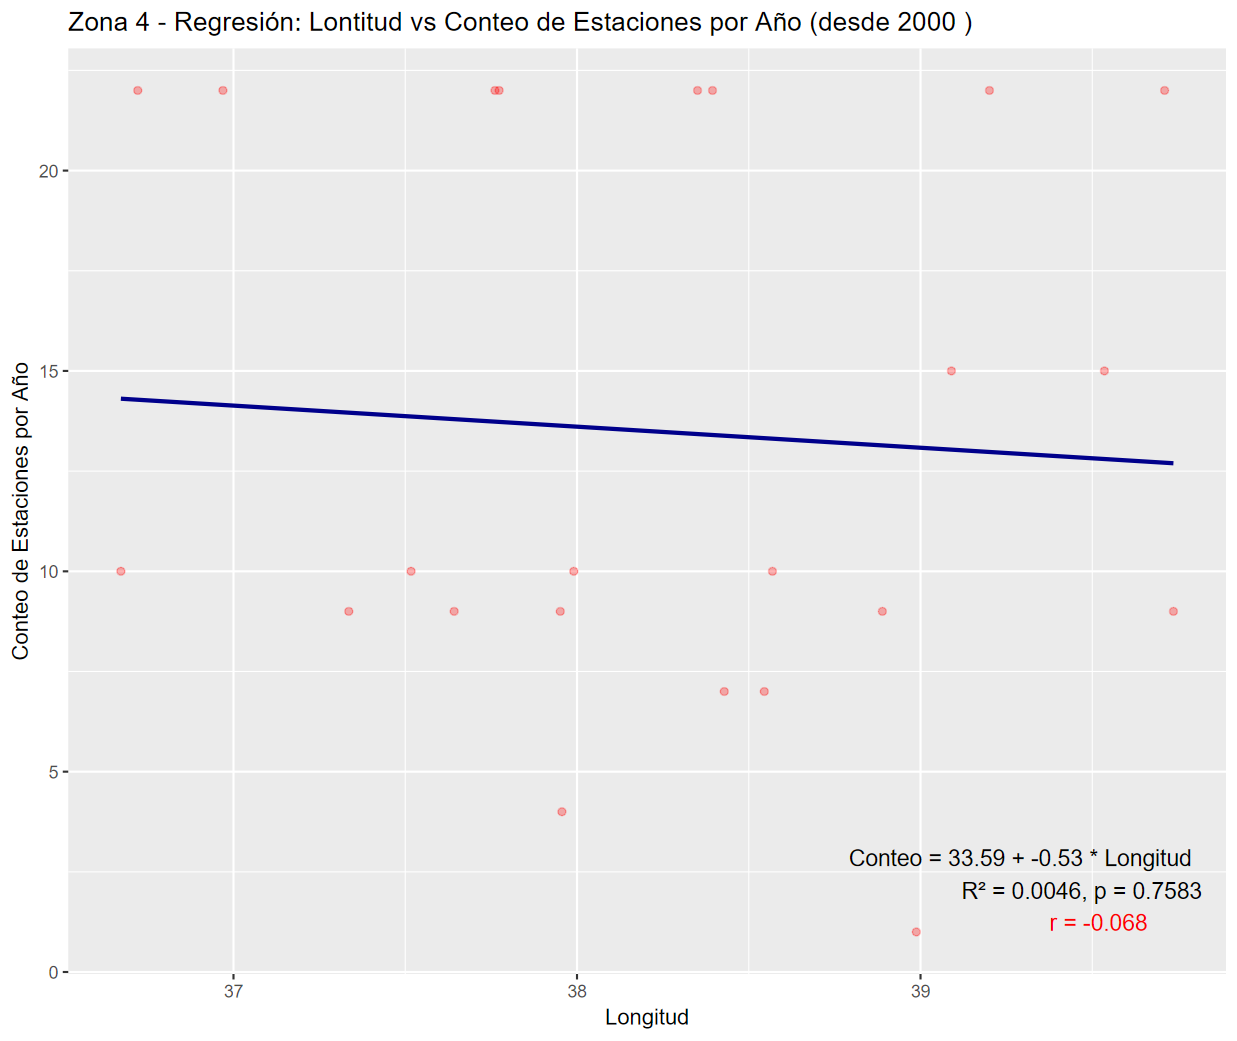 Zona 4 - Regresión: Lontitud vs Conteo de Estaciones por Año (desde 2000 )
Conteo de Estaciones por Año
20
15
10
5
0
37
38
39
Longitud
Conteo = 33.59 + -0.53 * Longitud
R² = 0.0046, p = 0.7583
r = -0.068